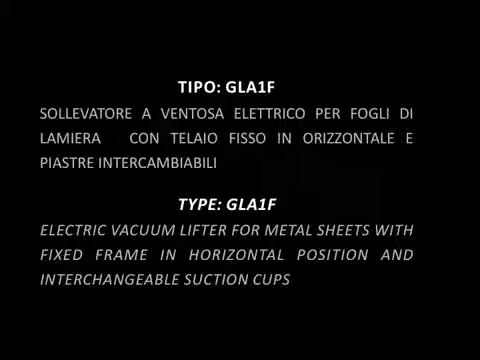 TIPO: GLA1F
SOLLEVATORE A VENTOSA ELETTRICO PER FOGLI DI
LAMIERA CON TELAIO FISSO IN ORIZZONTALE E
PIASTRE INTERCAMBIABILI
TYPE: GLA1F
ELECTRIC VACUUM LIFTER FOR METAL SHEETS WITH
FIXED FRAME IN HORIZONTAL POSITION AND
INTERCHANGEABLE SUCTION CUPS